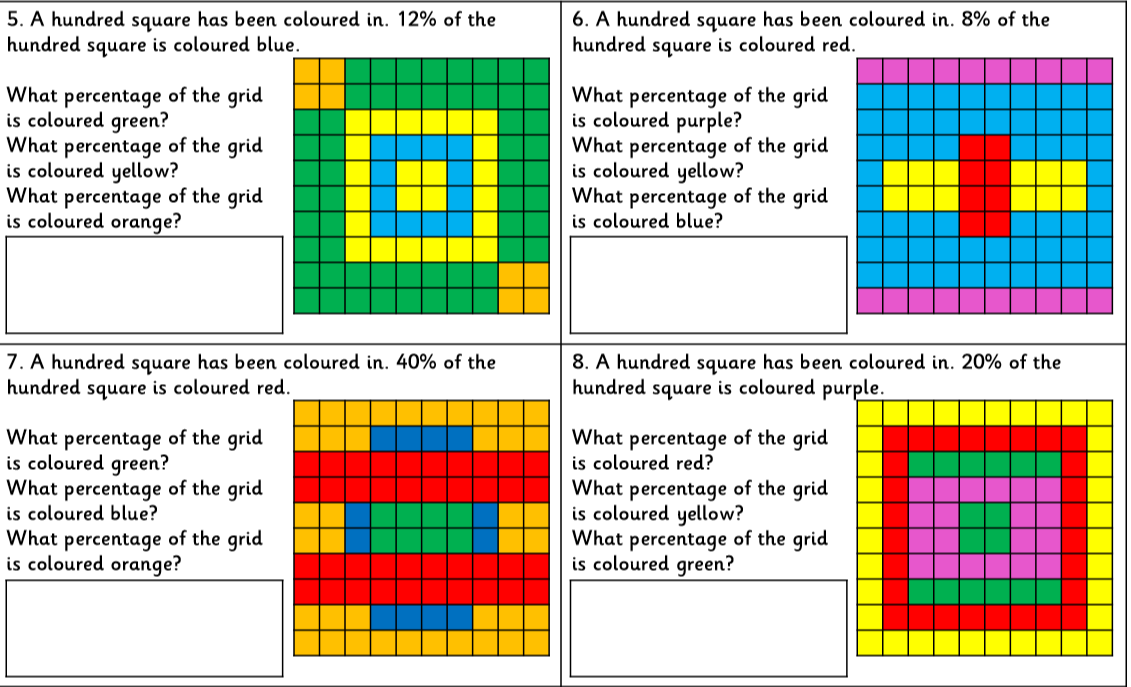 5. A hundred square has been coloured in. 12% of the
hundred square is coloured blue.
What percentage of the grid
is coloured green?
What percentage of the grid
is coloured yellow?
What percentage of the grid
is coloured orange?
6. A hundred square has been coloured in. 8% of the
hundred square is coloured red.
What percentage of the grid
is coloured purple?
What percentage of the grid
is coloured yellow?
What percentage of the grid
is coloured blue?
7. A hundred square has been coloured in. 40% of the
hundred square is coloured red.
What percentage of the grid
is coloured green?
What percentage of the grid
is coloured blue?
What percentage of the grid
is coloured orange?
8. A hundred square has been coloured in. 20% of the
hundred square is coloured purple.
What percentage of the grid
is coloured red?
What percentage of the grid
is coloured yellow?
What percentage of the grid
is coloured green?